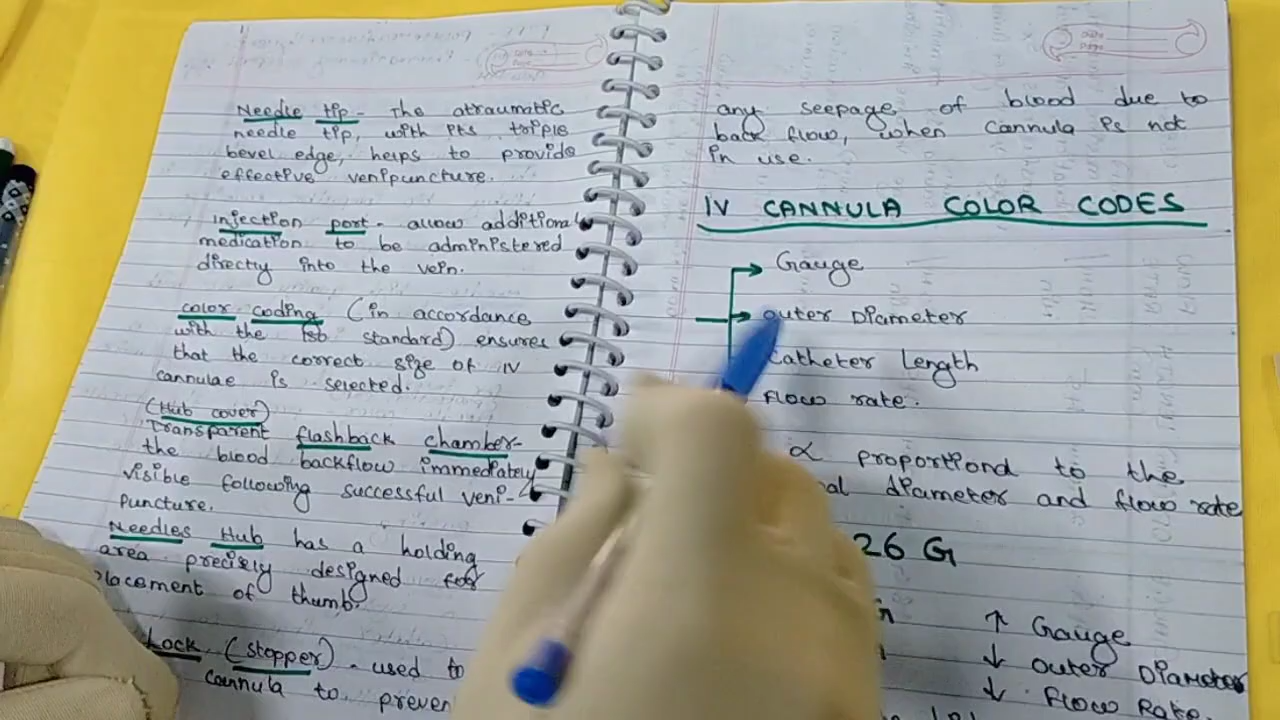 Needle tip - The atraumatic
needle tip, with its triple
bevel edge, helps to provide
effective venipuncture.
injection port - allow additional
medication to be administered
directly into the vein.
color coding (in accordance
with the ISO standard) ensures
that the correct size of IV
cannulae is selected.
(Hub cover)
Transparent flashback chamber-
the blood backflow immediately
visible following successful veni-
puncture.
Needles Hub has a holding
area precisely designed for
placement of thumb.
Lock (stopper) - used to
cannula to preven
any seepage of blood due to
back flow, when cannula is not
in use.
IV CANNULA COLOR CODES
Gauge
outer Diameter
Catheter Length
flow rate.
∝ proportional to the
nal diameter and flow rate
26 G
G
↑ Gauge
↓ outer Diameter
↓ flow Rate.